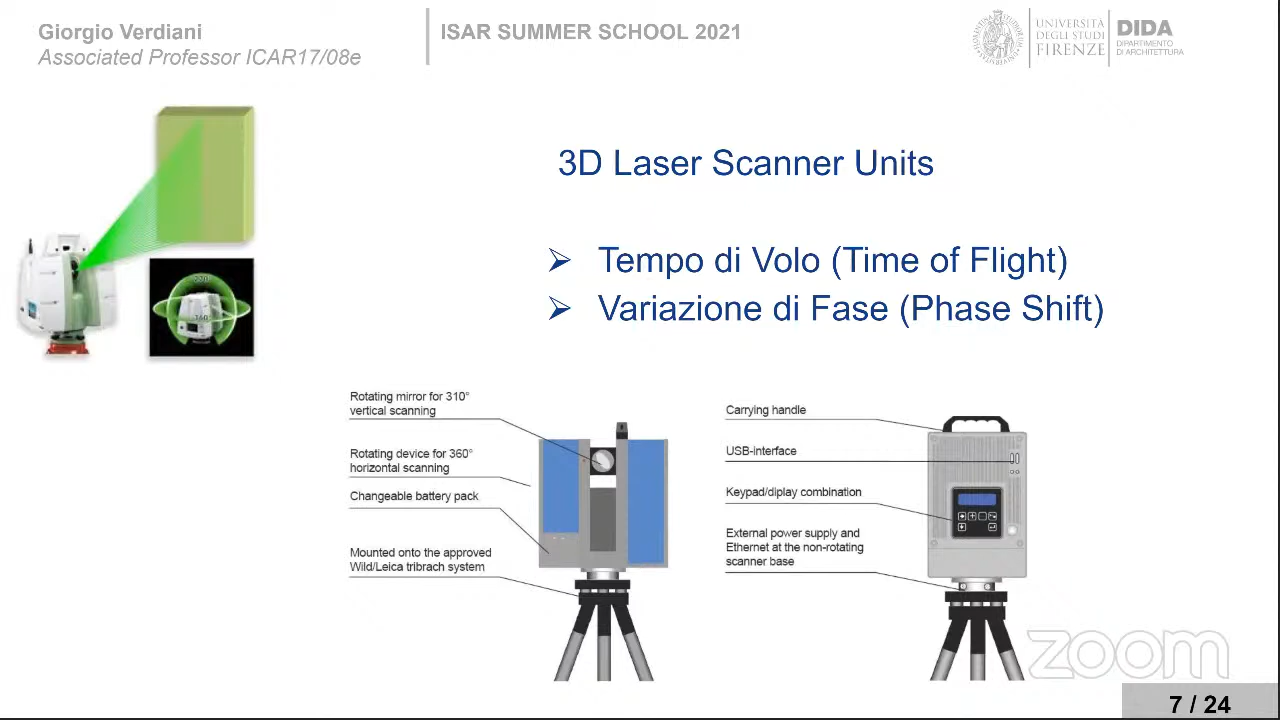 Giorgio Verdiani
Associated Professor ICAR17/08e
ISAR SUMMER SCHOOL 2021
UNIVERSITÀ
DEGLI STUDI
FIRENZE
DIDA
DIPARTIMENTO
DI ARCHITETTURA
3D Laser Scanner Units
➢ Tempo di Volo (Time of Flight)
➢ Variazione di Fase (Phase Shift)
Rotating mirror for 310°
vertical scanning
Rotating device for 360°
horizontal scanning
Changeable battery pack
Mounted onto the approved
Wild/Leica tribrach system
Carrying handle
USB-interface
Keypad/diplay combination
External power supply and
Ethernet at the non-rotating
scanner base
zoom
7 / 24